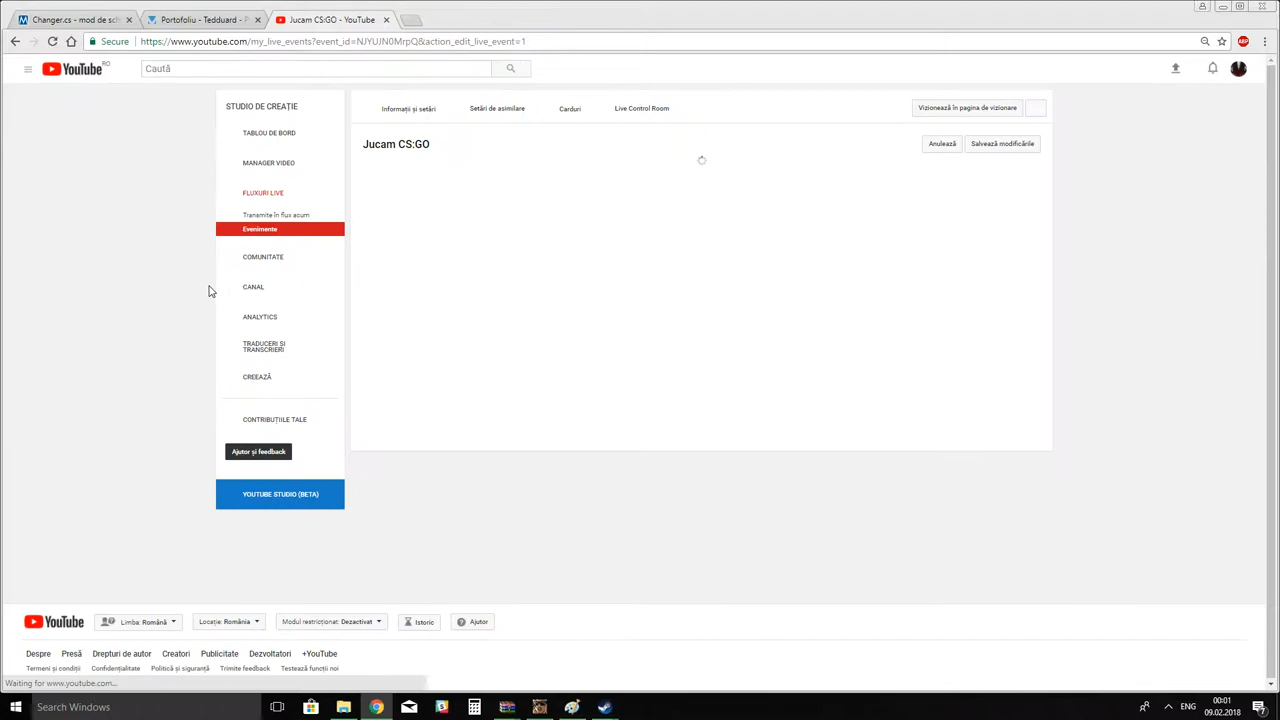 Changer.cs - mod de sch
Portofoliu - Tedduard - P
Jucam CS:GO - YouTube
Secure
https://www.youtube.com/my_live_events?event_id=NJYUJN0MrpQ&action_edit_live_event=1
ABP
YouTube RO
Caută
STUDIO DE CREAȚIE
TABLOU DE BORD
MANAGER VIDEO
FLUXURI LIVE
Transmite în flux acum
Evenimente
COMUNITATE
CANAL
ANALYTICS
TRADUCERI ȘI
TRANSCRIERI
CREEAZĂ
CONTRIBUȚIILE TALE
Ajutor și feedback
YOUTUBE STUDIO (BETA)
Informații și setări
Setări de asimilare
Carduri
Live Control Room
Vizionează în pagina de vizionare
Jucam CS:GO
Anulează
Salvează modificările
YouTube
Limba: Română
Locație: România
Modul restricționat: Dezactivat
Istoric
Ajutor
Despre Presă Drepturi de autor Creatori Publicitate Dezvoltatori +YouTube
Termeni și condiții Confidențialitate Politică și siguranță Trimite feedback Testează funcții noi
Waiting for www.youtube.com...
Search Windows
ENG
00:01
09.02.2018